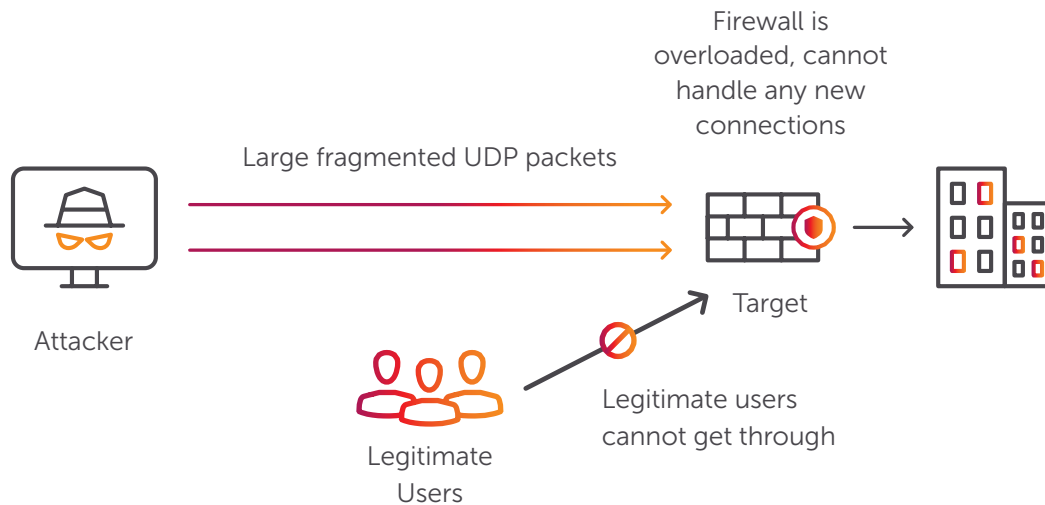 Firewall is
overloaded, cannot
handle any new
connections
Large fragmented UDP packets
Attacker
Target
Legitimate users
cannot get through
Legitimate
Users